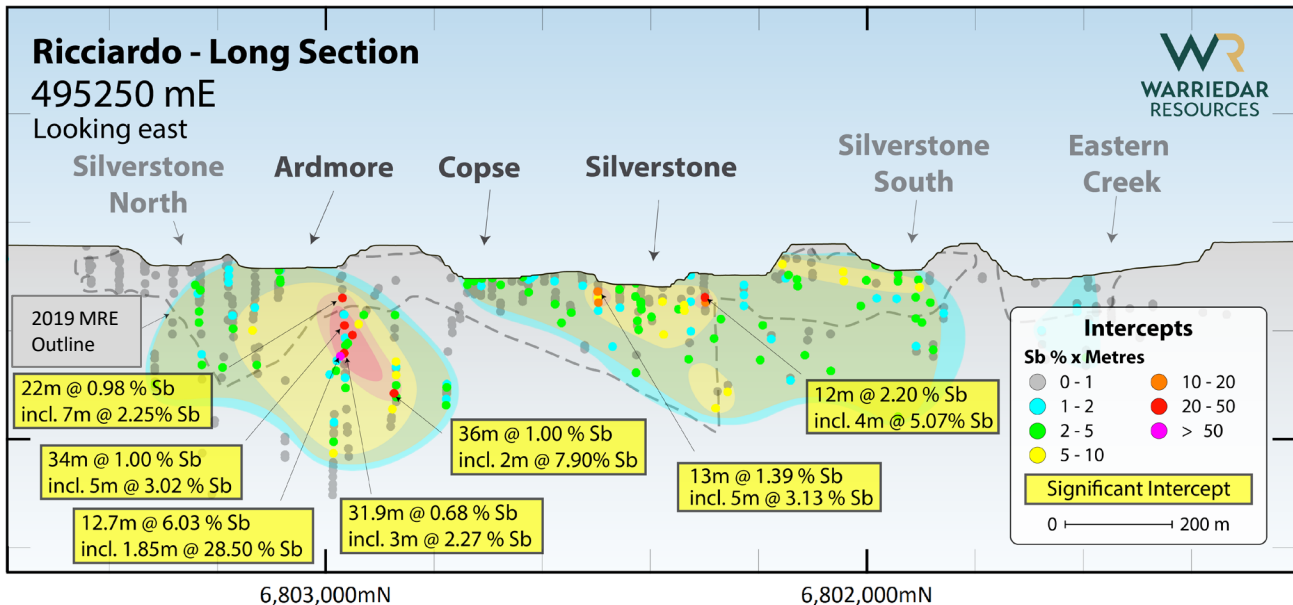 Ricciardo - Long Section
495250 mE
Looking east
WR
WARRIEDAR
RESOURCES
Silverstone
North
Ardmore
Copse
Silverstone
Silverstone
South
Eastern
Creek
2019 MRE
Outline
22m @ 0.98 % Sb
incl. 7m @ 2.25% Sb
34m @ 1.00 % Sb
incl. 5m @ 3.02 % Sb
12.7m @ 6.03 % Sb
incl. 1.85m @ 28.50 % Sb
31.9m @ 0.68 % Sb
incl. 3m @ 2.27 % Sb
36m @ 1.00 % Sb
incl. 2m @ 7.90% Sb
13m @ 1.39 % Sb
incl. 5m @ 3.13 % Sb
12m @ 2.20 % Sb
incl. 4m @ 5.07% Sb
Intercepts
Sb % x Metres
0 - 1
1 - 2
2 - 5
5 - 10
10 - 20
20 - 50
> 50
Significant Intercept
0 200 m
6,803,000mN
6,802,000mN